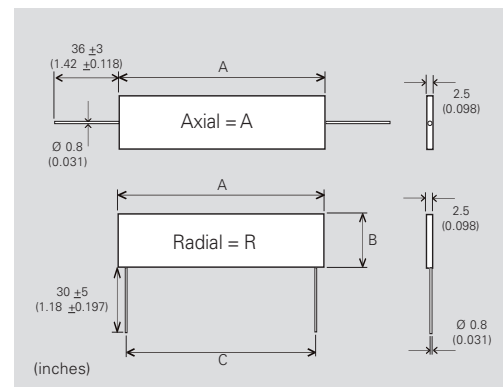 36 ±3
(1.42 ±0.118)
A
2.5
(0.098)
Axial = A
Ø 0.8
(0.031)
A
2.5
(0.098)
Radial = R
B
30 ±5
(1.18 ±0.197)
Ø 0.8
(0.031)
C
(inches)